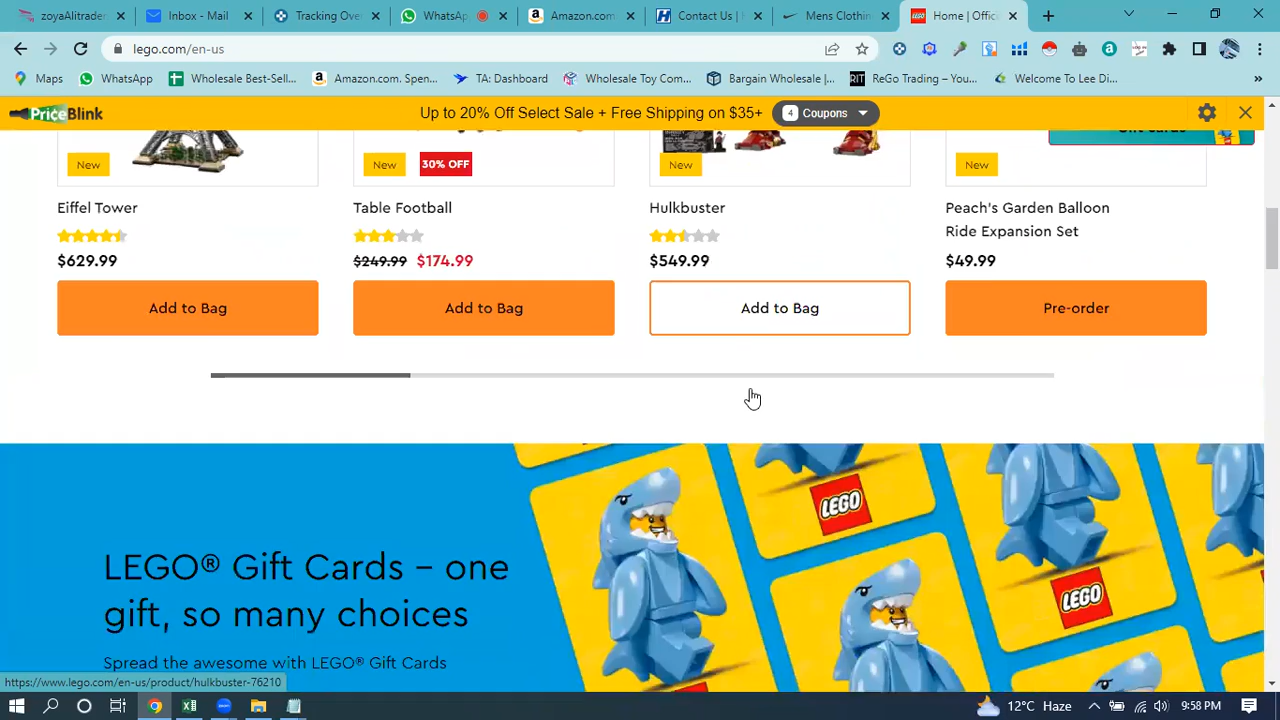 zoyaAlitrader
Inbox - Mail
Tracking Ove
WhatsApp
Amazon.com
Contact Us
Mens Clothin
Home | Offic
lego.com/en-us
Maps
WhatsApp
Wholesale Best-Sell...
Amazon.com. Spen...
TA: Dashboard
Wholesale Toy Com...
Bargain Wholesale |...
RIT
ReGo Trading – You...
Welcome To Lee Di...
PriceBlink
Up to 20% Off Select Sale + Free Shipping on $35+
4 Coupons
Gift Cards
New
New
30% OFF
New
New
Eiffel Tower
Table Football
Hulkbuster
Peach's Garden Balloon
Ride Expansion Set
$629.99
$249.99 $174.99
$549.99
$49.99
Add to Bag
Add to Bag
Add to Bag
Pre-order
LEGO
LEGO
LEGO® Gift Cards – one
gift, so many choices
Spread the awesome with LEGO® Gift Cards
https://www.lego.com/en-us/product/hulkbuster-76210
12°C Haze
9:58 PM